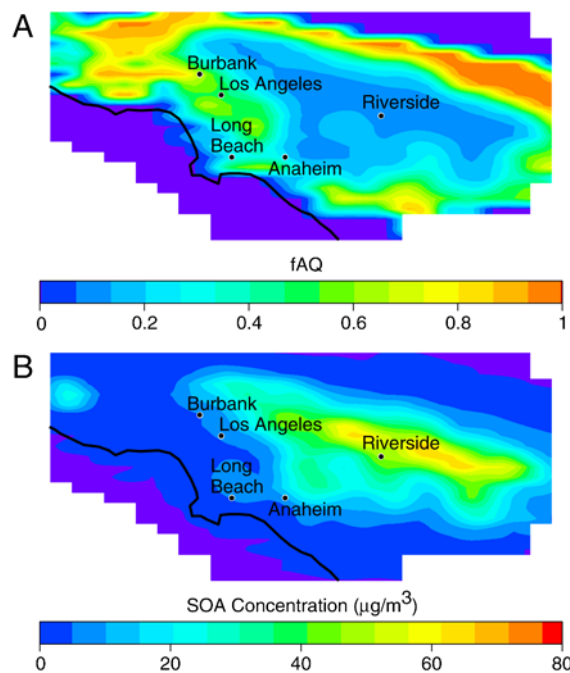 A
Burbank
Los Angeles
Riverside
Long
Beach
Anaheim
fAQ
0 0.2 0.4 0.6 0.8 1
B
Burbank
Los Angeles
Riverside
Long
Beach
Anaheim
SOA Concentration (μg/m³)
0 20 40 60 80